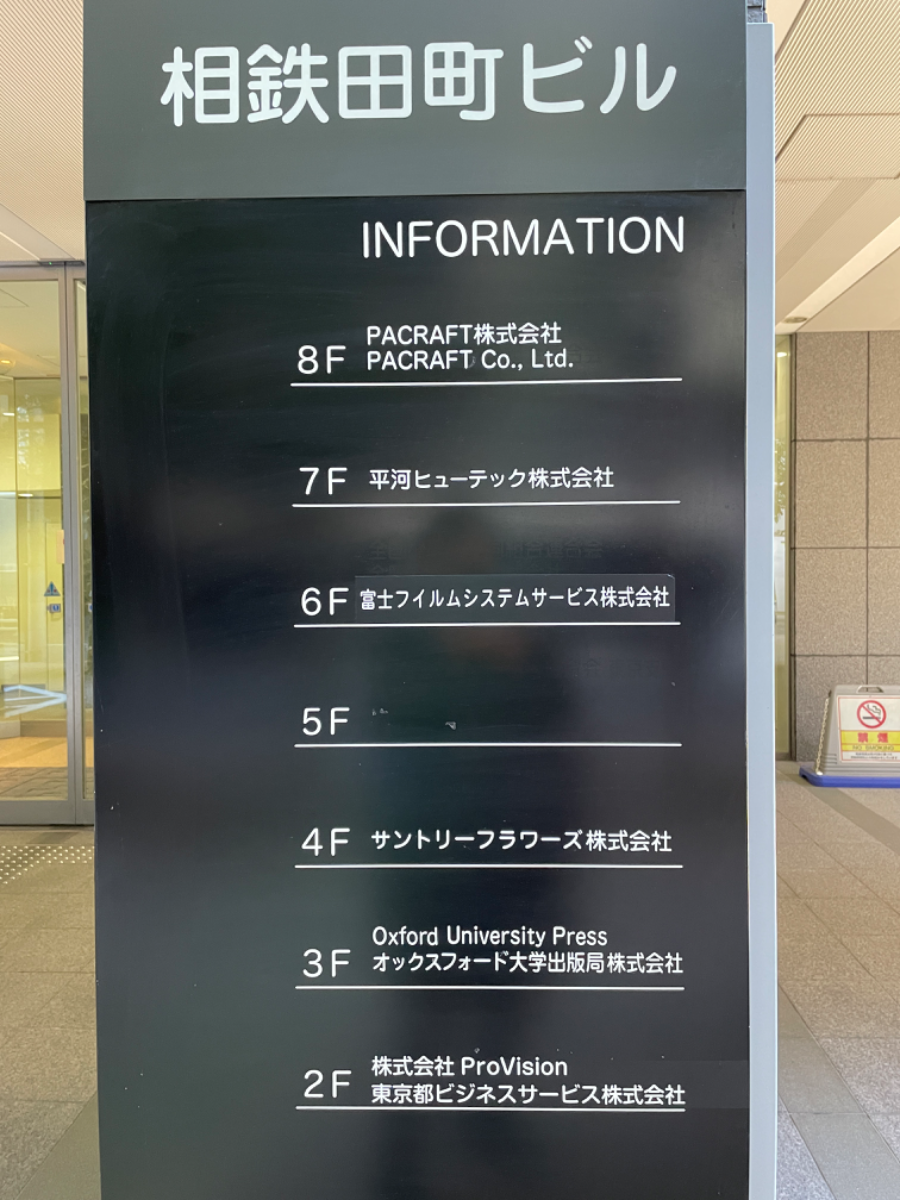 相鉄田町ビル
INFORMATION
8F
PACRAFT株式会社
PACRAFT Co., Ltd.
7F 平河ヒューテック株式会社
6F 富士フイルムシステムサービス株式会社
5F
4F サントリーフラワーズ株式会社
3F
Oxford University Press
オックスフォード大学出版局株式会社
2F
株式会社 ProVision
東京都ビジネスサービス株式会社
禁煙
NO SMOKING